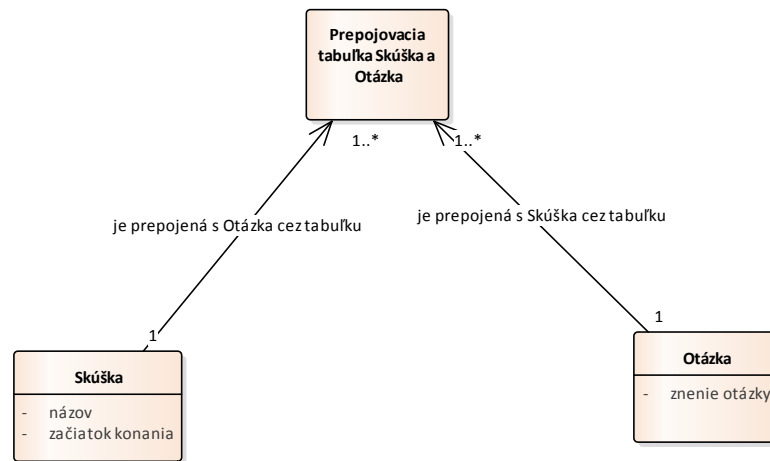 Prepojovacia
tabuľka Skúška a
Otázka
1..*
1..*
je prepojená s Otázka cez tabuľku
je prepojená s Skúška cez tabuľku
1
1
Skúška
- názov
- začiatok konania
Otázka
- znenie otázky